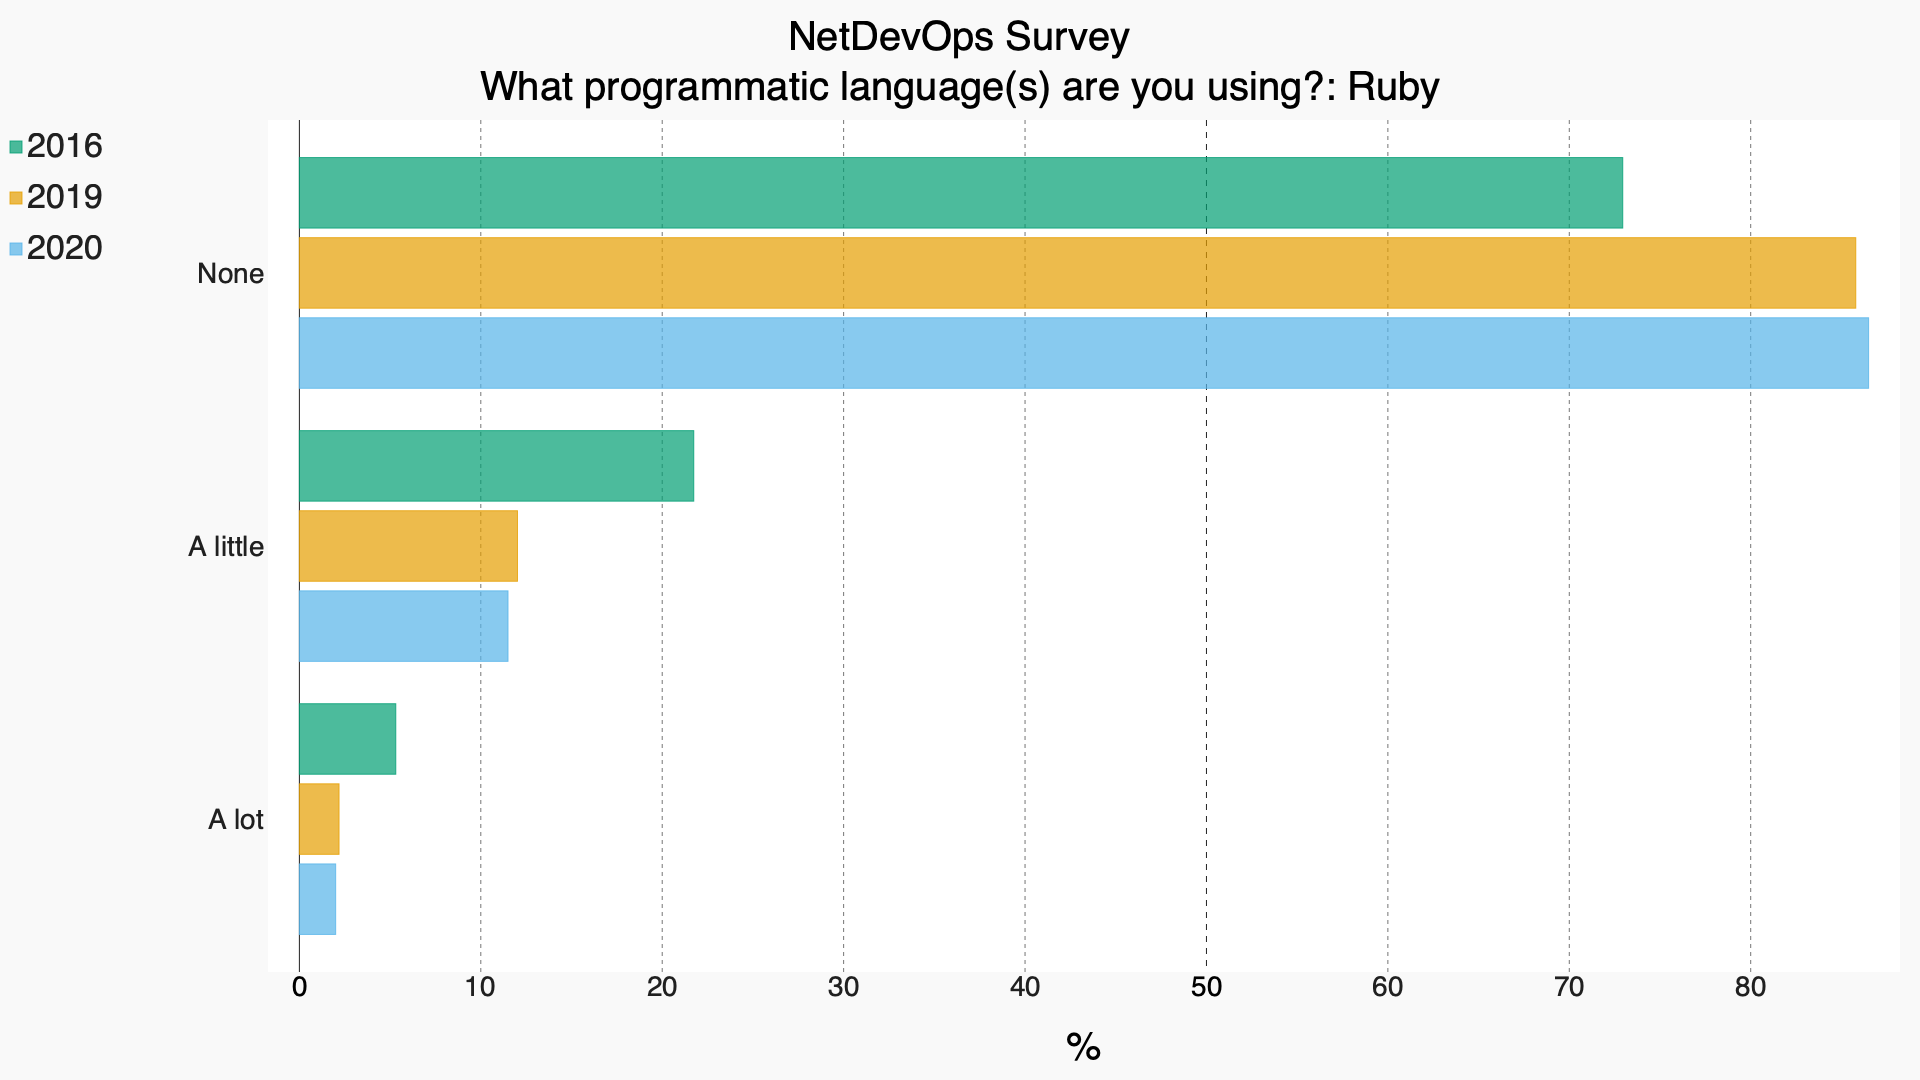 NetDevOps Survey
What programmatic language(s) are you using?: Ruby
2016
2019
2020
None
A little
A lot
0 10 20 30 40 50 60 70 80
%